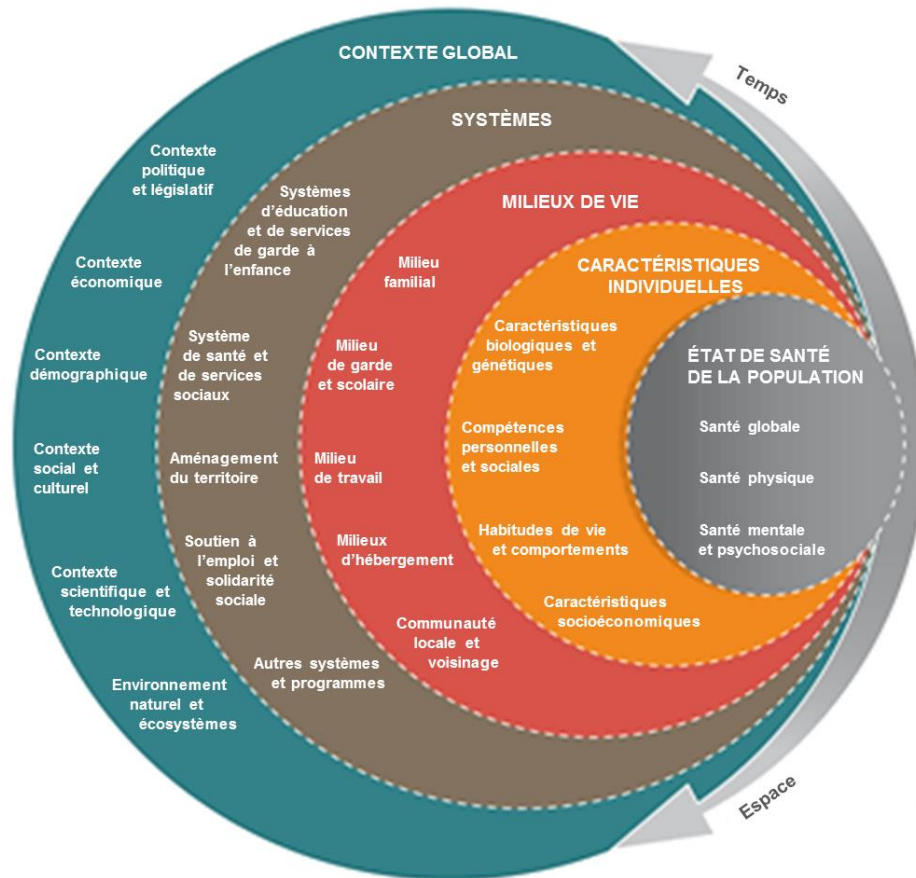 CONTEXTE GLOBAL
Contexte
politique
et législatif
Contexte
économique
Contexte
démographique
Contexte
social et
culturel
Contexte
scientifique et
technologique
Environnement
naturel et
écosystèmes
SYSTÈMES
Systèmes
d'éducation
et de services
de garde à
l'enfance
Système
de santé et
de services
sociaux
Aménagement
du territoire
Soutien à
l'emploi et
solidarité
sociale
Autres systèmes
et programmes
MILIEUX DE VIE
Milieu
familial
Milieu
de garde
et scolaire
Milieu
de travail
Milieux
d'hébergement
Communauté
locale et
voisinage
CARACTÉRISTIQUES
INDIVIDUELLES
Caractéristiques
biologiques et
génétiques
Compétences
personnelles
et sociales
Habitudes de vie
et comportements
Caractéristiques
socioéconomiques
ÉTAT DE SANTÉ
DE LA POPULATION
Santé globale
Santé physique
Santé mentale
et psychosociale
Temps
Espace